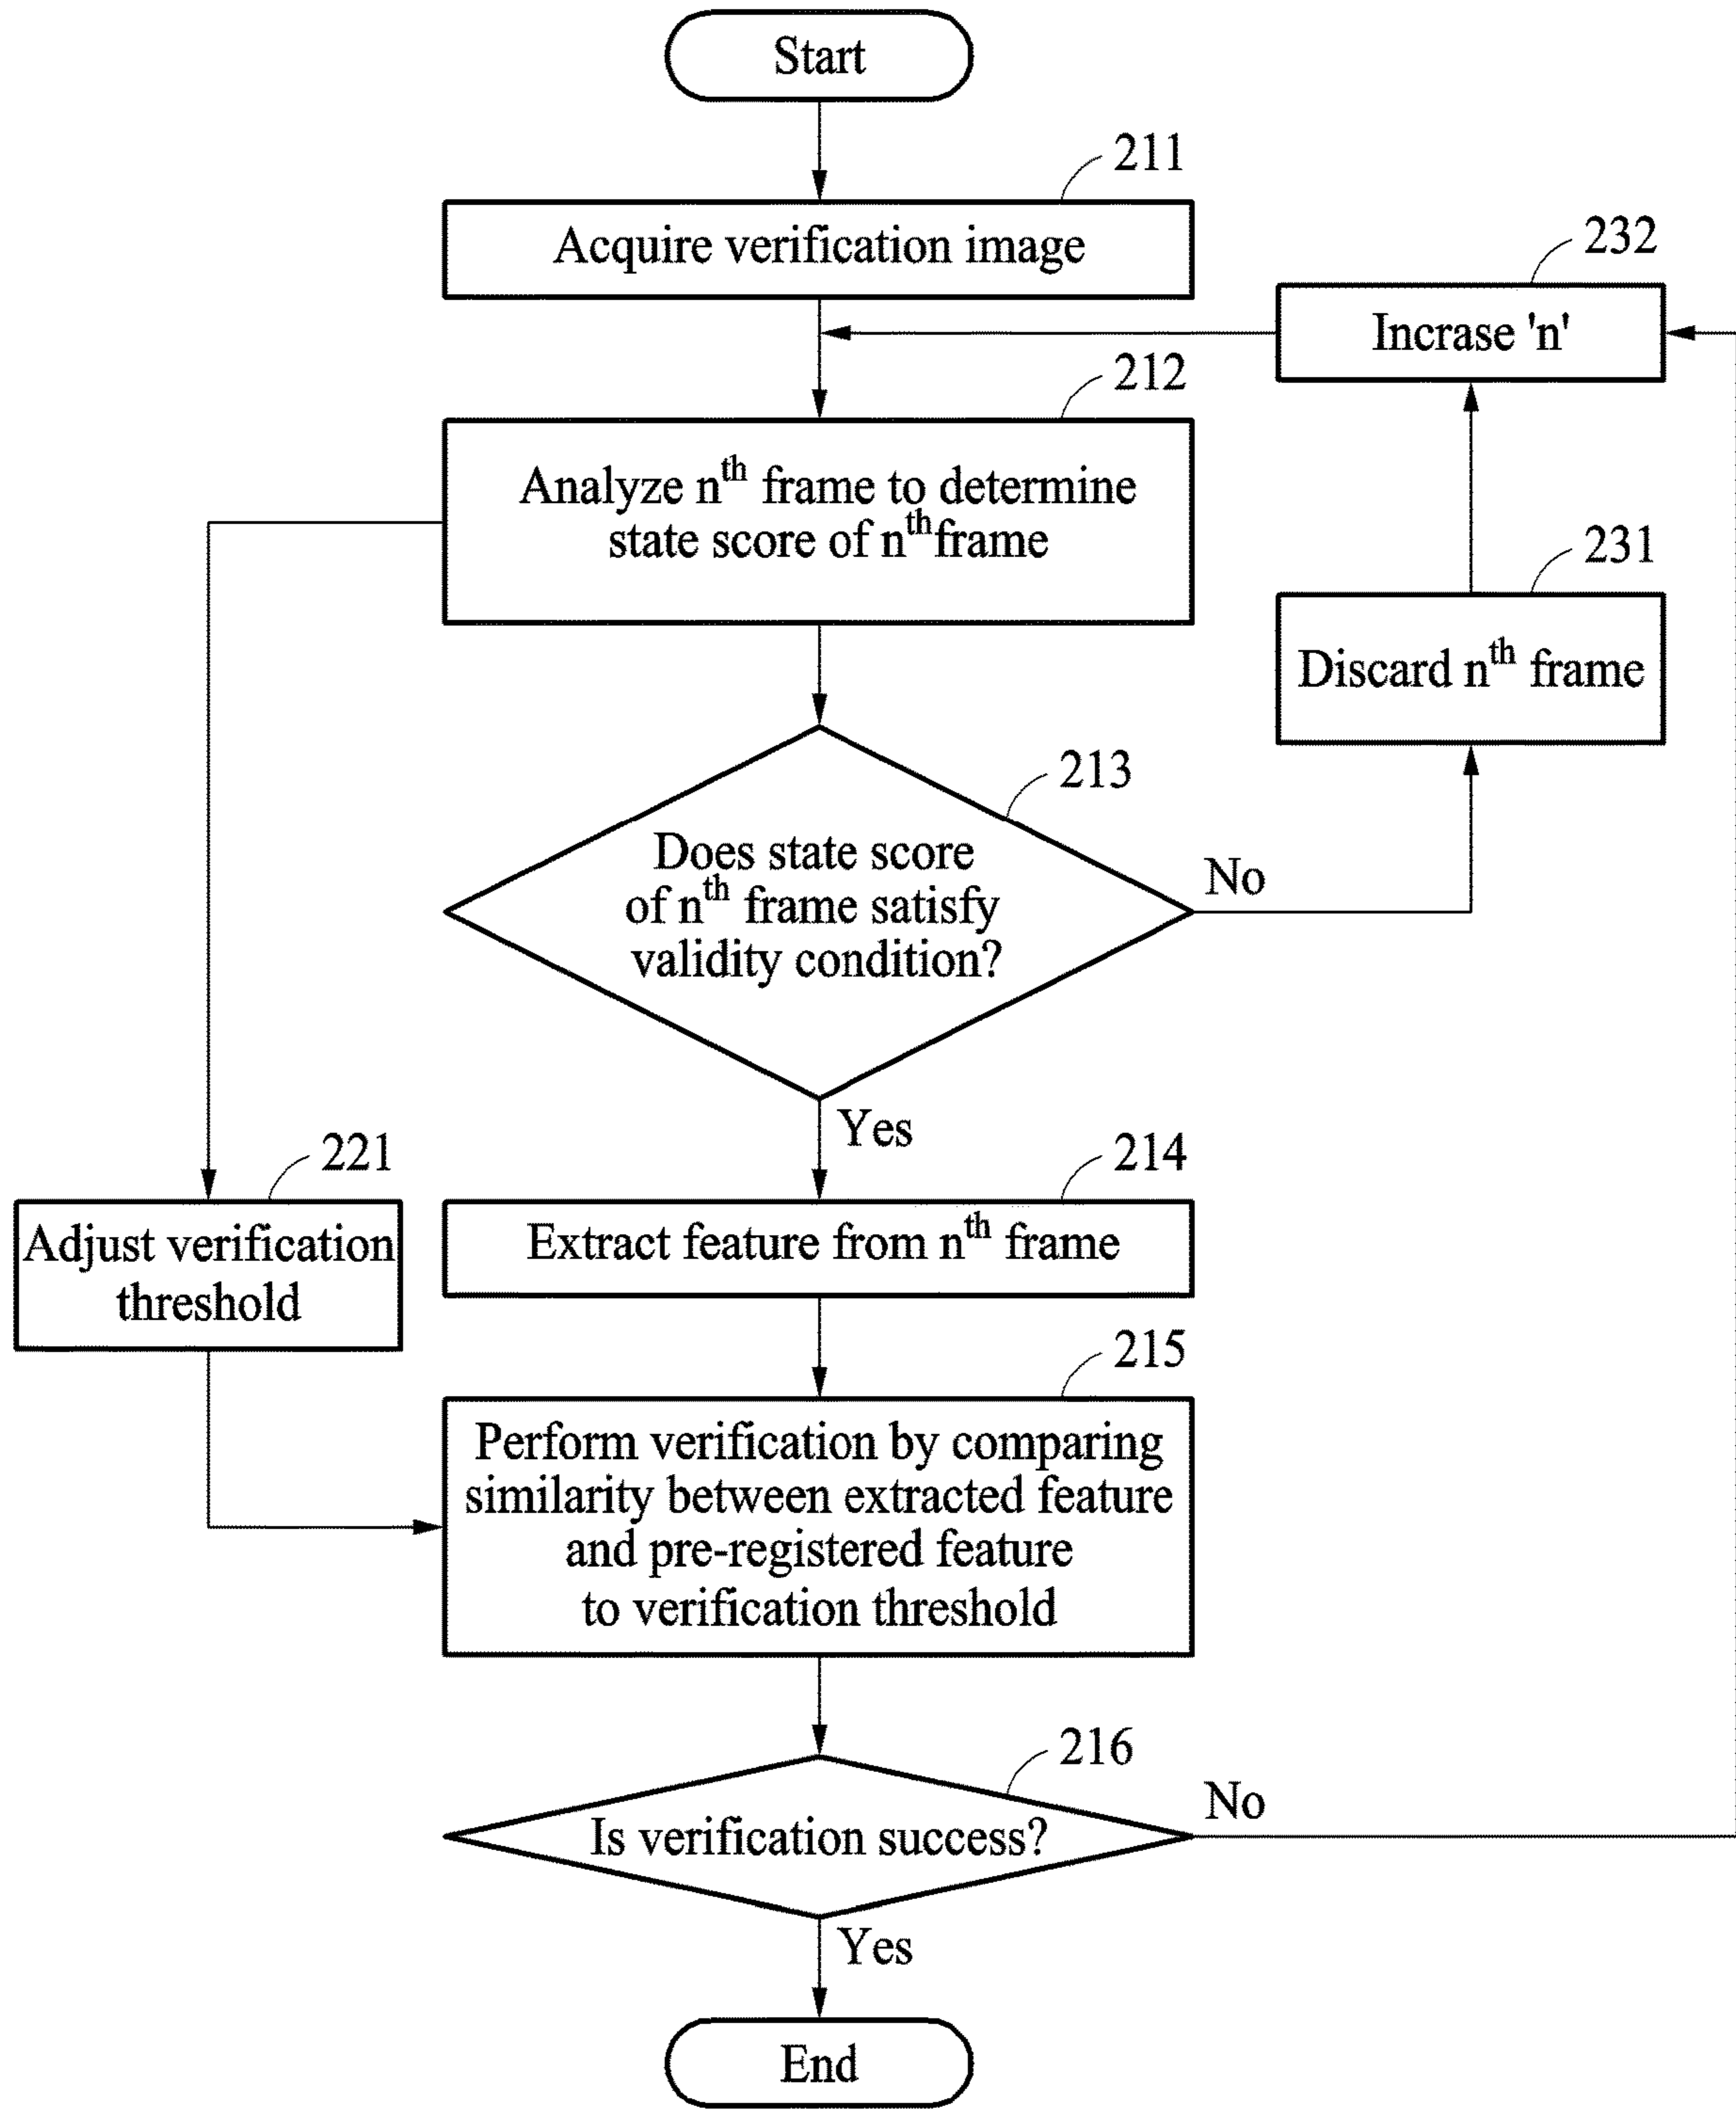 Start
211
Acquire verification image
232
Incrase 'n'
212
Analyze nth frame to determine
state score of nth frame
231
Discard nth frame
213
Does state score
of nth frame satisfy
validity condition?
No
Yes
221
Adjust verification
threshold
214
Extract feature from nth frame
215
Perform verification by comparing
similarity between extracted feature
and pre-registered feature
to verification threshold
216
Is verification success?
No
Yes
End